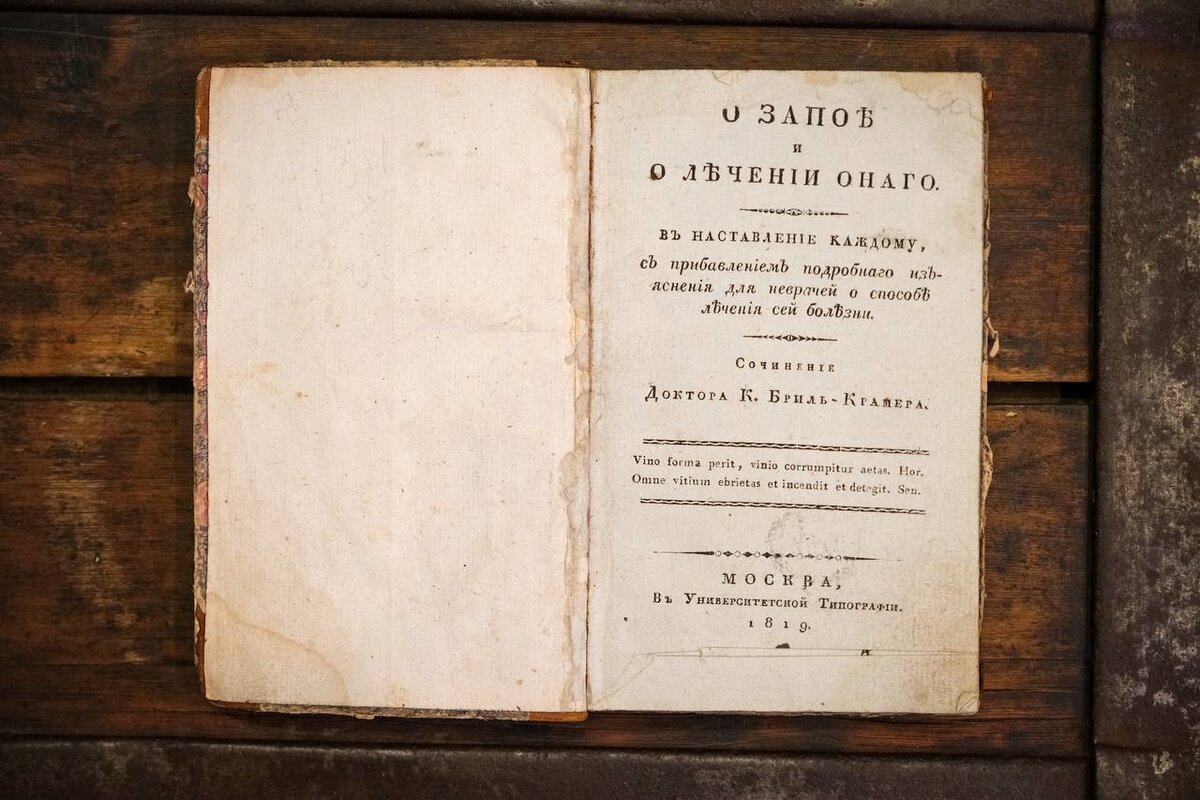 О ЗАПОѢ
и
О ЛѢЧЕНІИ ОНАГО.
ВЪ НАСТАВЛЕНІЕ КАЖДОМУ,
съ прибавленіемъ подробнаго изъ-
ясненія для неврачей о способѣ
лѣченія сей болѣзни.
Сочиненіе
Доктора К. Бриль-Крамера.
Vino forma perit, vinio corrumpitur aetas. Hor.
Omne vitium ebrietas et incendit et detegit. Sen.
МОСКВА,
Въ Университетской Типографіи.
1819.